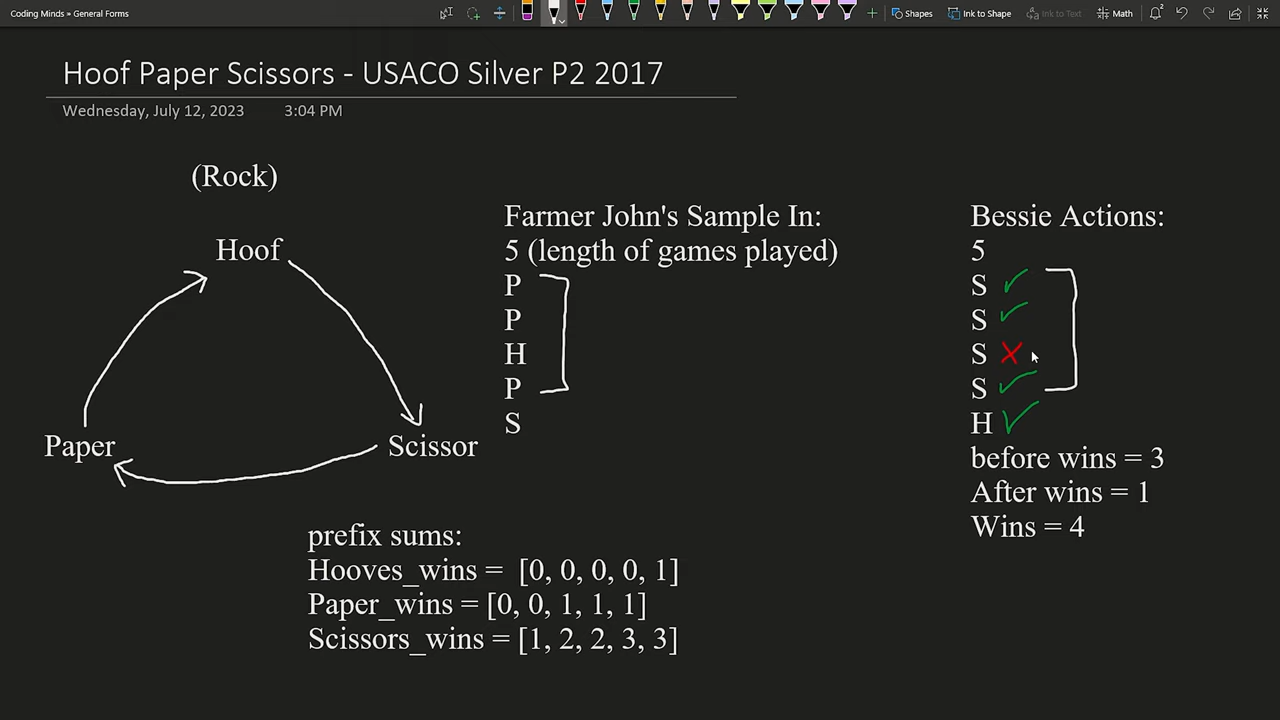 Coding Minds » General Forms
Shapes
Ink to Shape
Ink to Text
Math
Hoof Paper Scissors - USACO Silver P2 2017
Wednesday, July 12, 2023 3:04 PM
(Rock)
Hoof
Paper
Scissor
Farmer John's Sample In:
5 (length of games played)
P
P
H
P
S
Bessie Actions:
5
S
S
S
S
H
before wins = 3
After wins = 1
Wins = 4
prefix sums:
Hooves_wins = [0, 0, 0, 0, 1]
Paper_wins = [0, 0, 1, 1, 1]
Scissors_wins = [1, 2, 2, 3, 3]